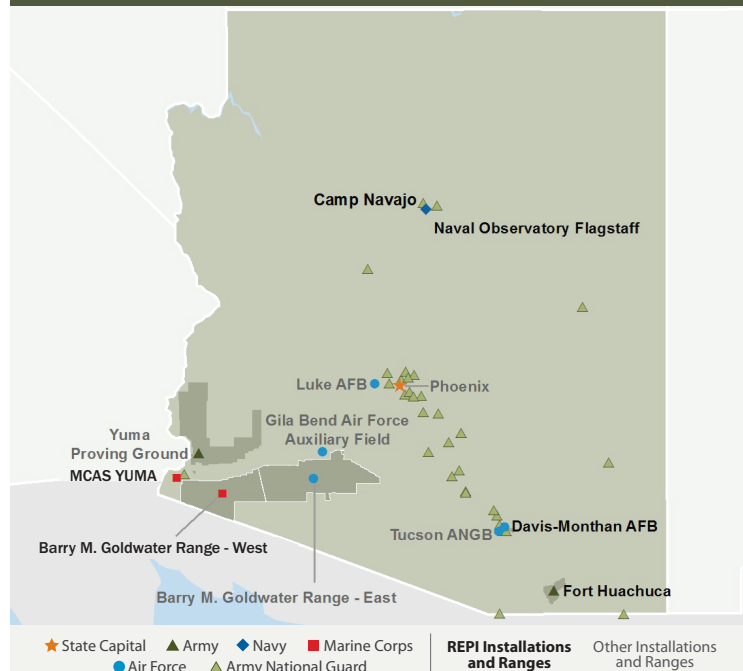 Camp Navajo
Naval Observatory Flagstaff
Luke AFB
Phoenix
Gila Bend Air Force
Auxiliary Field
Yuma
Proving Ground
MCAS YUMA
Barry M. Goldwater Range - West
Tucson ANGB
Davis-Monthan AFB
Barry M. Goldwater Range - East
Fort Huachuca
State Capital
Army
Navy
Marine Corps
Air Force
Army National Guard
REPI Installations
and Ranges
Other Installations
and Ranges